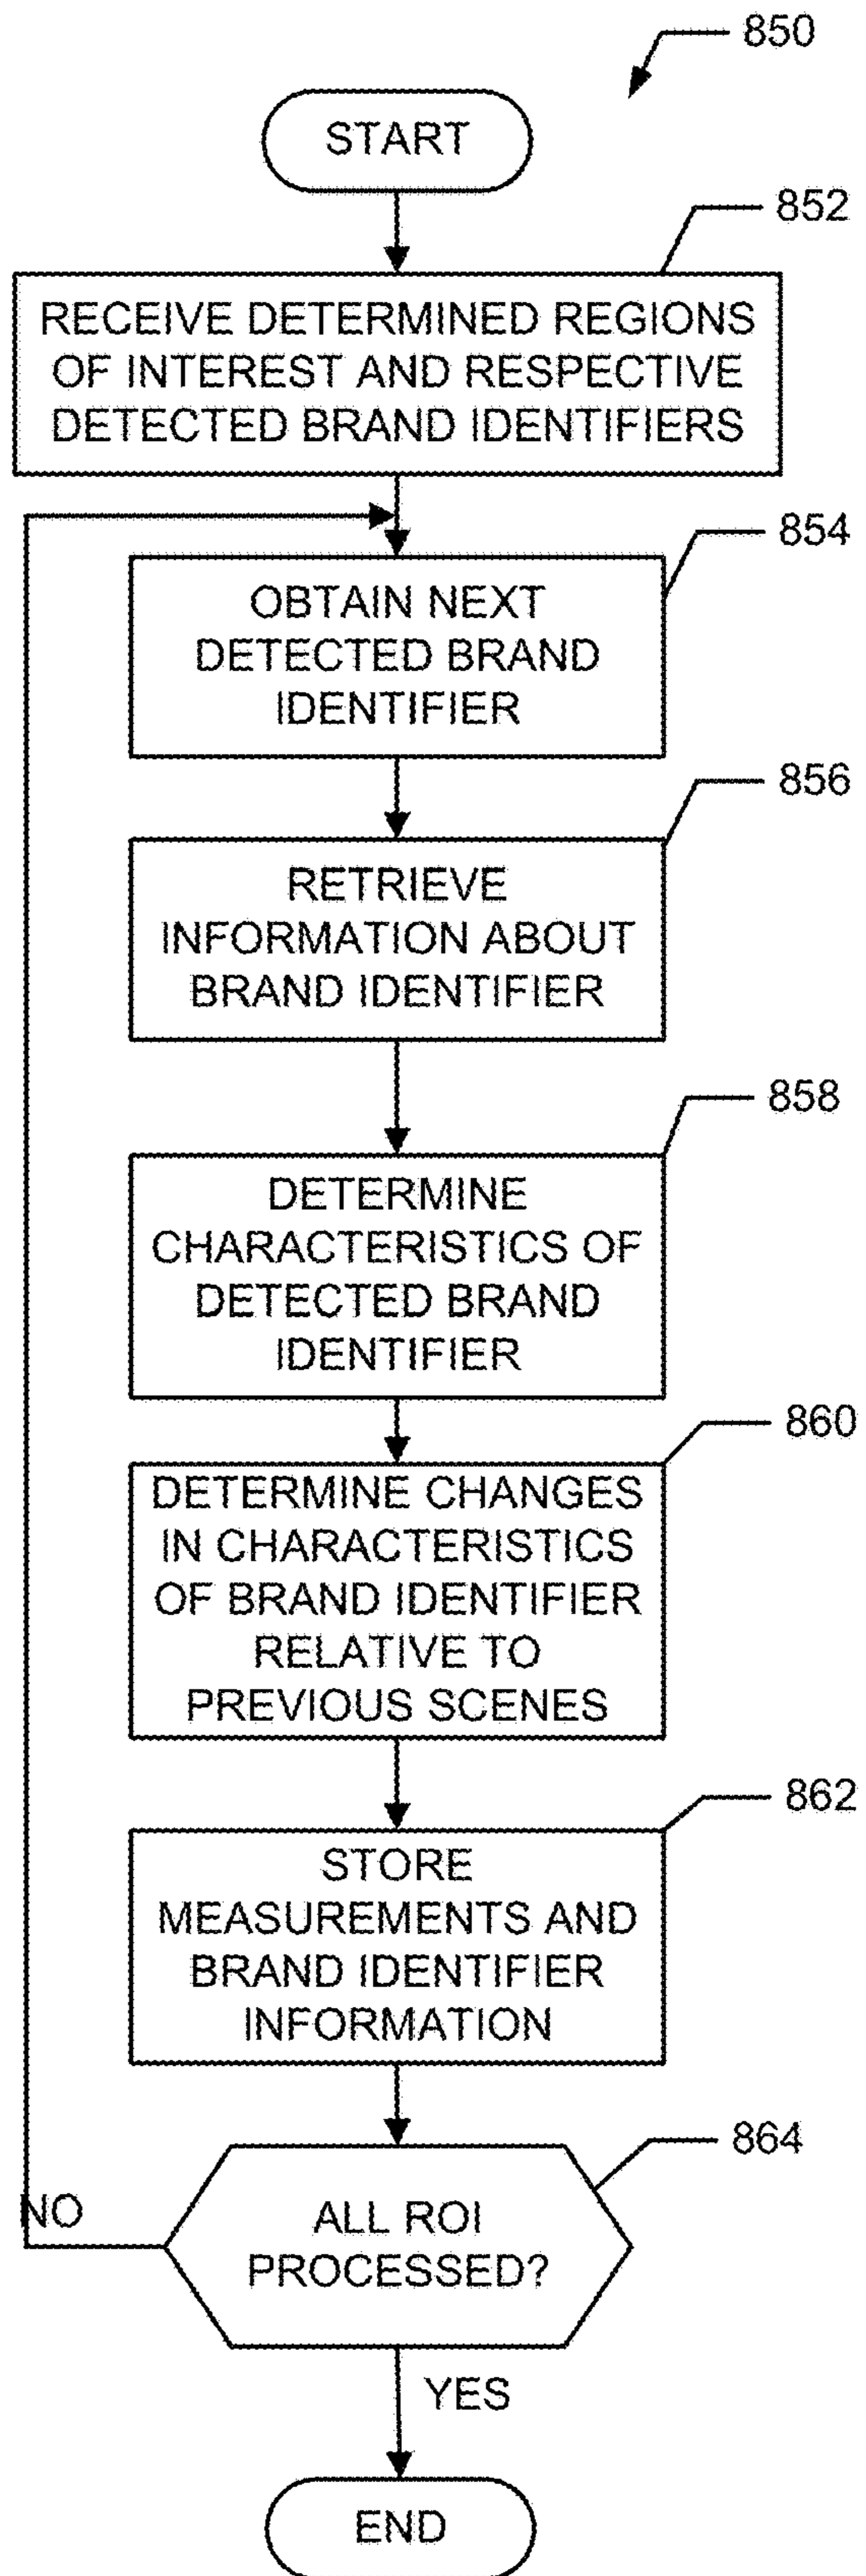 850
START
852
RECEIVE DETERMINED REGIONS
OF INTEREST AND RESPECTIVE
DETECTED BRAND IDENTIFIERS
854
OBTAIN NEXT
DETECTED BRAND
IDENTIFIER
856
RETRIEVE
INFORMATION ABOUT
BRAND IDENTIFIER
858
DETERMINE
CHARACTERISTICS OF
DETECTED BRAND
IDENTIFIER
860
DETERMINE CHANGES
IN CHARACTERISTICS
OF BRAND IDENTIFIER
RELATIVE TO
PREVIOUS SCENES
862
STORE
MEASUREMENTS AND
BRAND IDENTIFIER
INFORMATION
864
NO
ALL ROI
PROCESSED?
YES
END